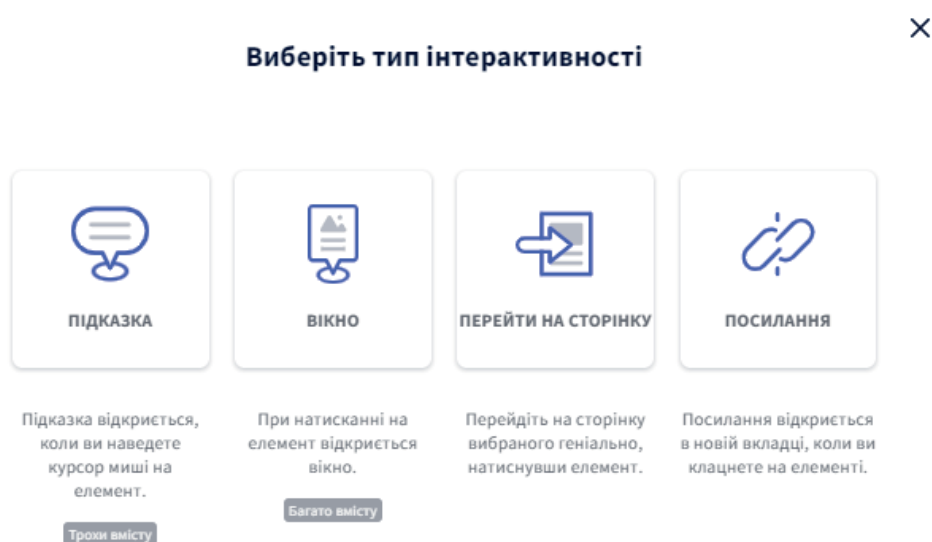 Виберіть тип інтерактивності
ПІДКАЗКА
ВІКНО
ПЕРЕЙТИ НА СТОРІНКУ
ПОСИЛАННЯ
Підказка відкриється,
коли ви наведете
курсор миші на
елемент.
Трохи вмісту
При натисканні на
елемент відкриється
вікно.
Багато вмісту
Перейдіть на сторінку
вибраного геніально,
натиснувши елемент.
Посилання відкриється
в новій вкладці, коли ви
клацнете на елементі.